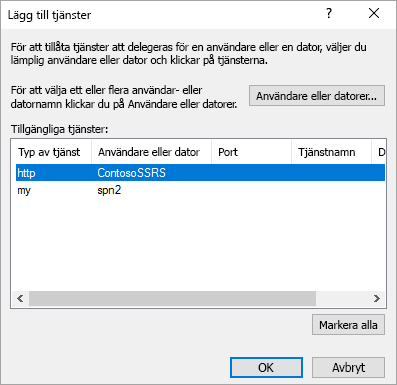 Lägg till tjänster
För att tillåta tjänster att delegeras för en användare eller en dator, väljer du
lämplig användare eller dator och klickar på tjänsterna.
För att välja ett eller flera användar- eller
datornamn klickar du på Användare eller datorer.
Användare eller datorer...
Tillgängliga tjänster:
Typ av tjänst Användare eller dator Port Tjänstnamn D
http ContosoSSRS
my spn2
Markera alla
OK Avbryt